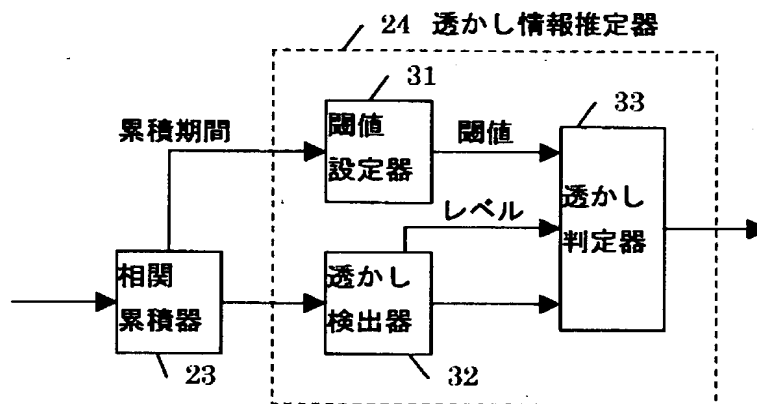 24 透かし情報推定器
31
33
累積期間
閾値
設定器
閾値
レベル
透かし
判定器
相関
累積器
透かし
検出器
23
32